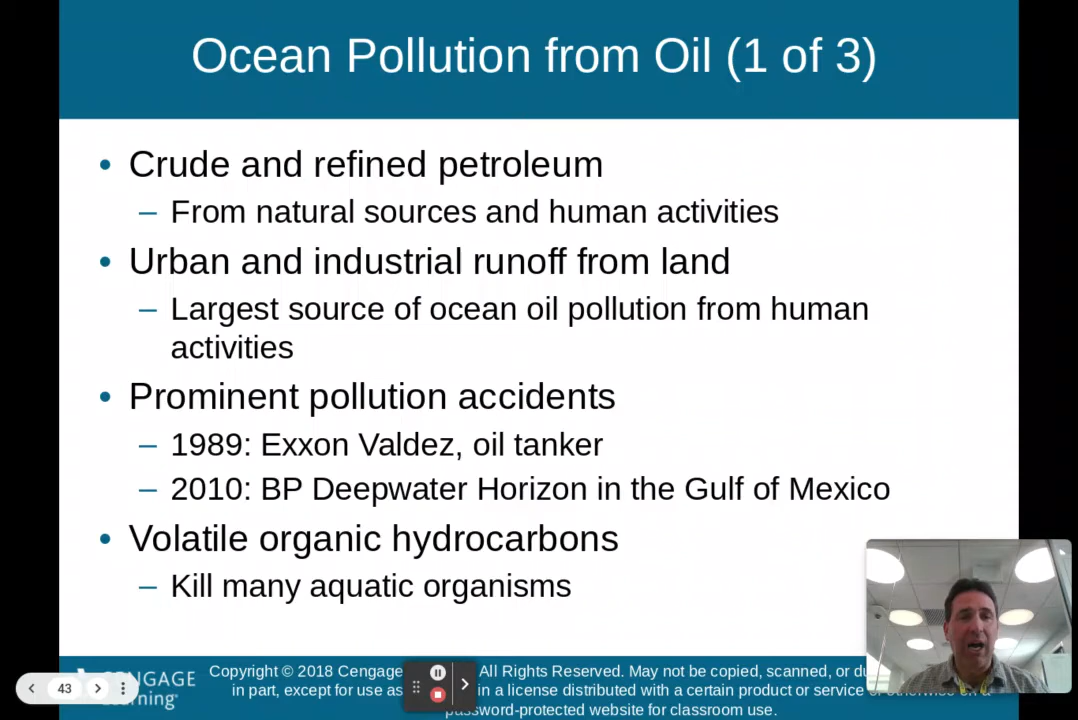 Ocean Pollution from Oil (1 of 3)
• Crude and refined petroleum
– From natural sources and human activities
• Urban and industrial runoff from land
– Largest source of ocean oil pollution from human
activities
• Prominent pollution accidents
– 1989: Exxon Valdez, oil tanker
– 2010: BP Deepwater Horizon in the Gulf of Mexico
• Volatile organic hydrocarbons
– Kill many aquatic organisms
CENGAGE
Learning®
Copyright © 2018 Cengage All Rights Reserved. May not be copied, scanned, or
in part, except for use as in a license distributed with a certain product or service
password-protected website for classroom use.
43